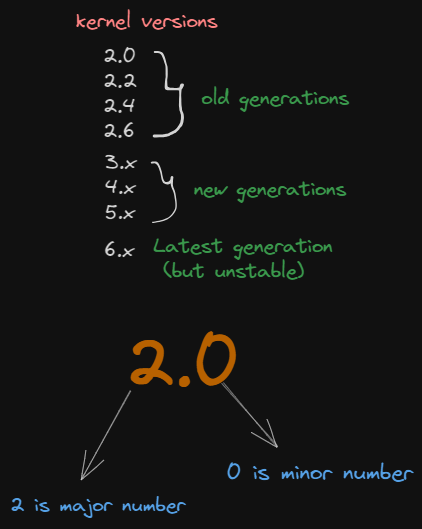 kernel versions
2.0
2.2
2.4
2.6
old generations
3.x
4.x
5.x
new generations
6.x Latest generation
(but unstable)
2.0
0 is minor number
2 is major number